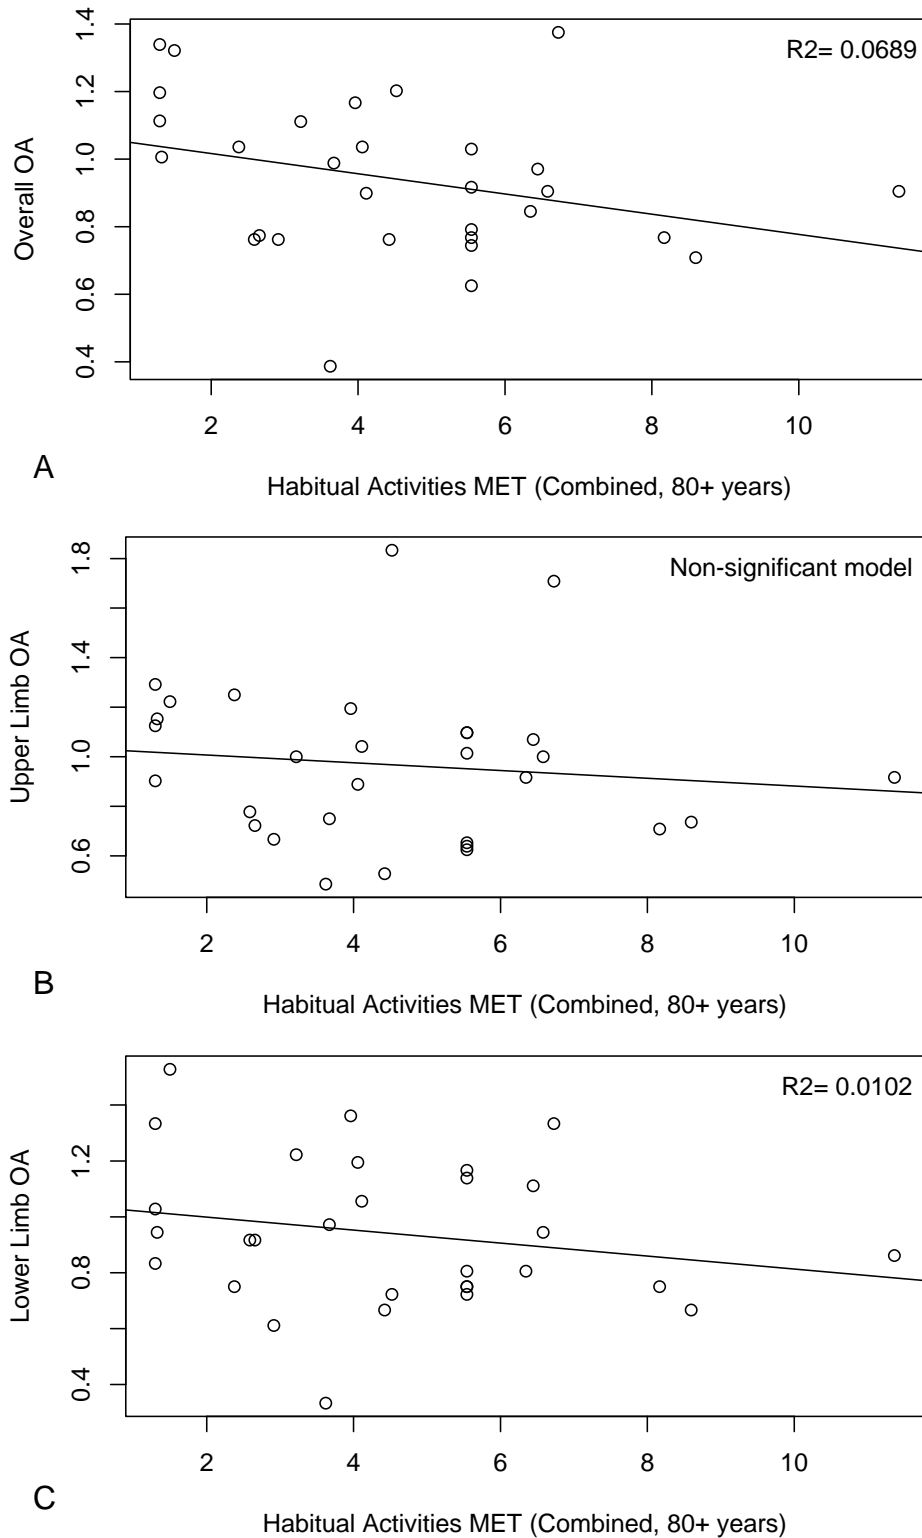 R2= 0.0689
Overall OA
1.4
1.2
1.0
0.8
0.6
0.4
2 4 6 8 10
Habitual Activities MET (Combined, 80+ years)
A
Non-significant model
Upper Limb OA
1.8
1.4
1.0
0.6
2 4 6 8 10
Habitual Activities MET (Combined, 80+ years)
B
R2= 0.0102
Lower Limb OA
1.2
0.8
0.4
2 4 6 8 10
Habitual Activities MET (Combined, 80+ years)
C